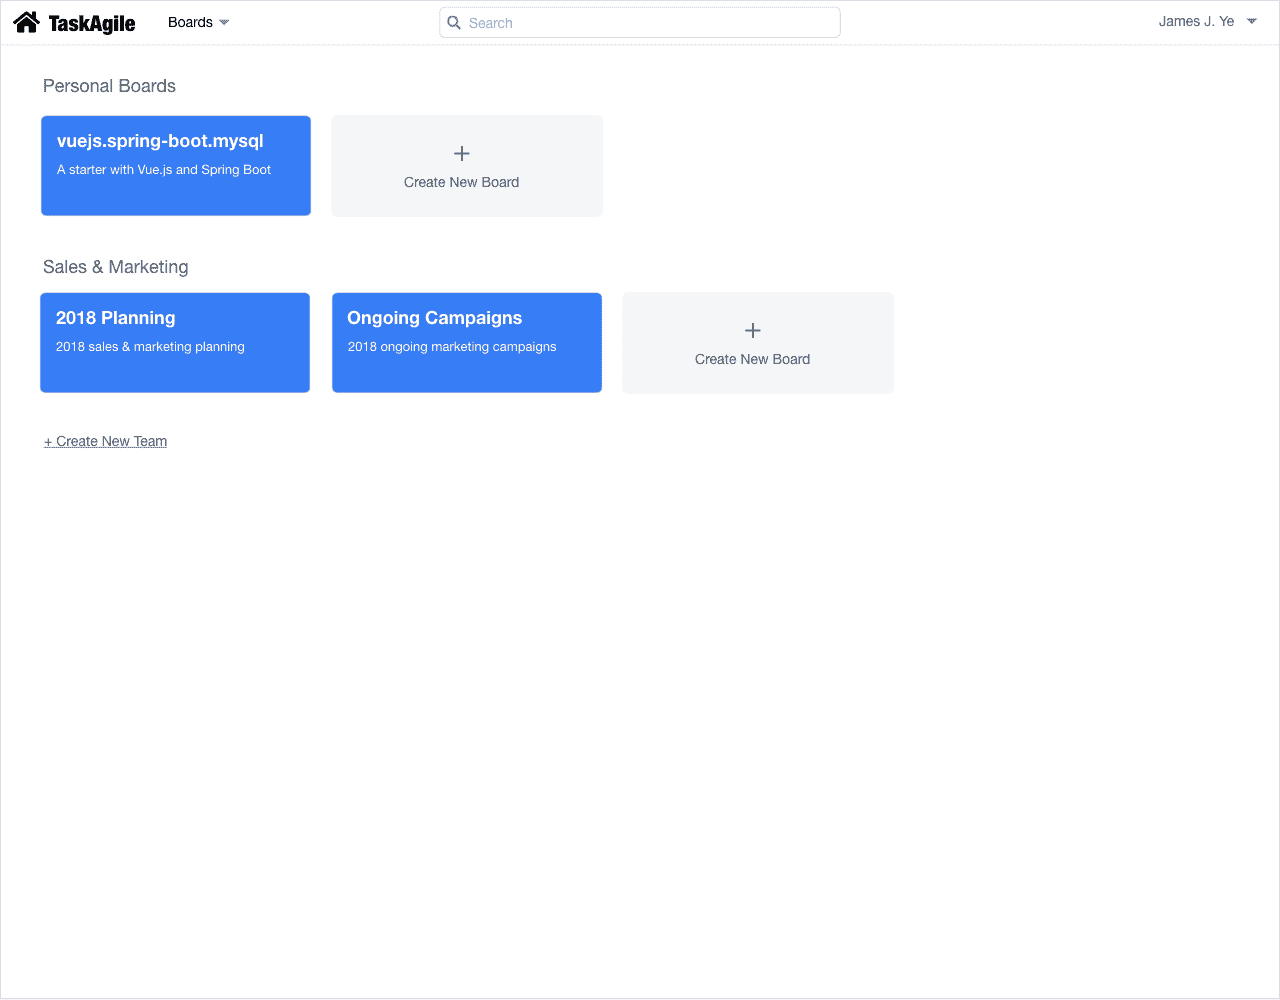 TaskAgile
Boards
Search
James J. Ye
Personal Boards
vuejs.spring-boot.mysql
A starter with Vue.js and Spring Boot
+
Create New Board
Sales & Marketing
2018 Planning
2018 sales & marketing planning
Ongoing Campaigns
2018 ongoing marketing campaigns
+
Create New Board
+ Create New Team